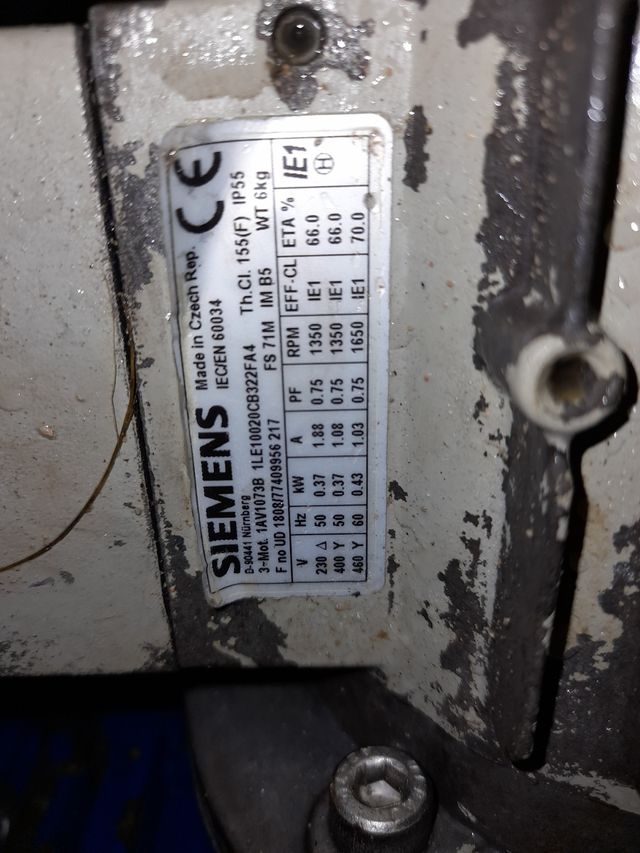 SIEMENS Made in Czech Rep. CE
D-90441 Nürnberg IEC/EN 60034
3-Mot. 1AV1073B 1LE10020CB322FA4 Th.Cl. 155(F) IP55
F no UD 1808/77409956 217 FS 71M IM B5 WT 6kg
V Hz kW A PF RPM EFF-CL ETA % IE1
230 Δ 50 0.37 1.88 0.75 1350 IE1 66.0 H
400 Y 50 0.37 1.08 0.75 1350 IE1 66.0
460 Y 60 0.43 1.03 0.75 1650 IE1 70.0